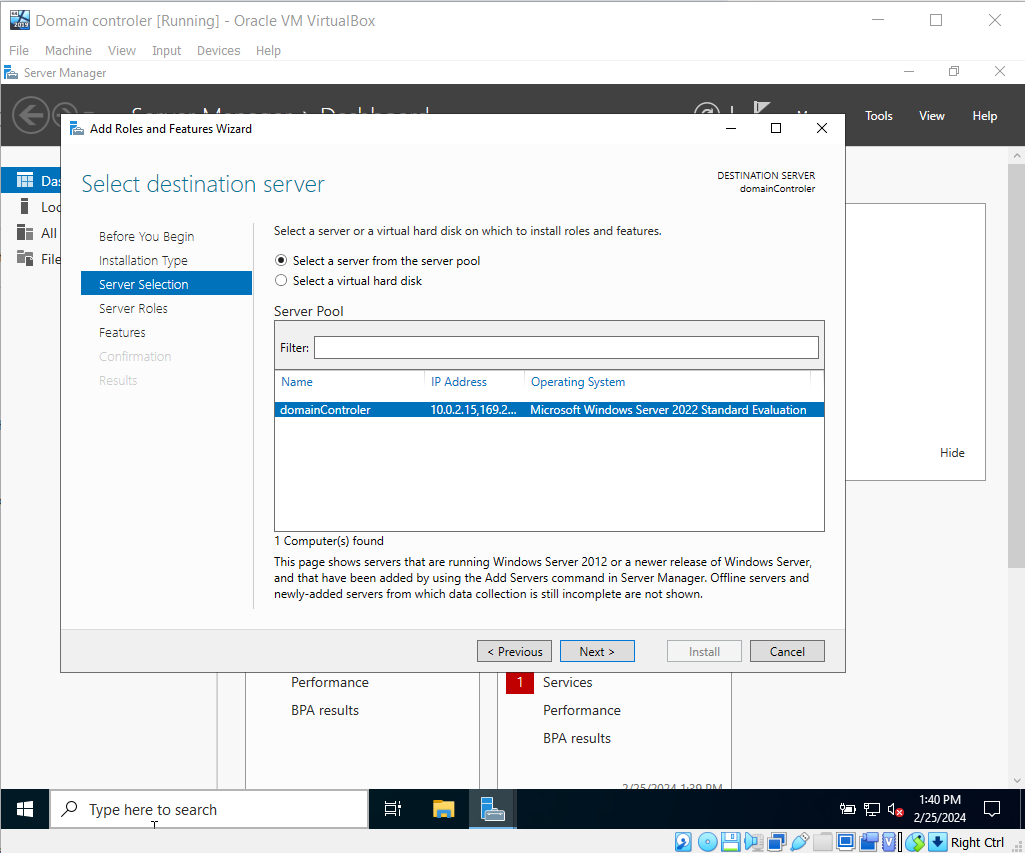 Domain controler [Running] - Oracle VM VirtualBox
File Machine View Input Devices Help
Server Manager
Server Manager Dashboard
Tools View Help
Add Roles and Features Wizard
Select destination server
DESTINATION SERVER
domainControler
Before You Begin
Installation Type
Server Selection
Server Roles
Features
Confirmation
Results
Select a server or a virtual hard disk on which to install roles and features.
Select a server from the server pool
Select a virtual hard disk
Server Pool
Filter:
Name IP Address Operating System
domainControler 10.0.2.15,169.2... Microsoft Windows Server 2022 Standard Evaluation
1 Computer(s) found
This page shows servers that are running Windows Server 2012 or a newer release of Windows Server,
and that have been added by using the Add Servers command in Server Manager. Offline servers and
newly-added servers from which data collection is still incomplete are not shown.
< Previous Next > Install Cancel
Das
Loc
All
File
Hide
Performance
BPA results
1 Services
Performance
BPA results
2/25/2024 1:39 PM
Type here to search
1:40 PM
2/25/2024
Right Ctrl